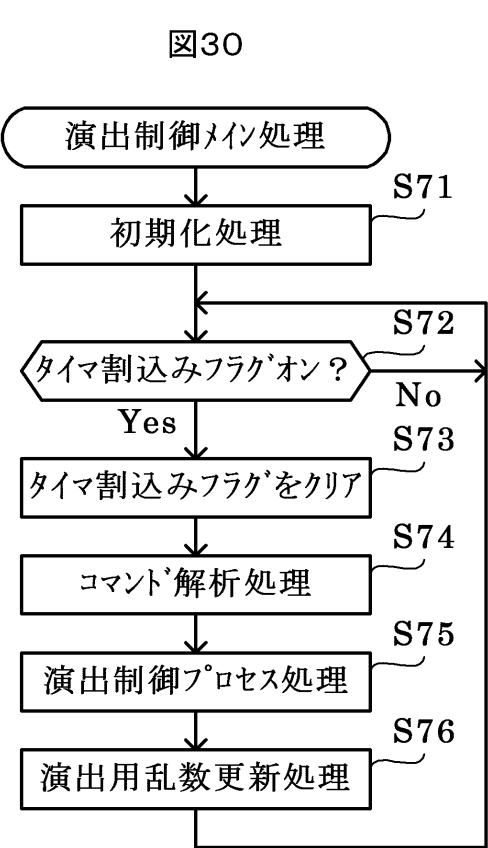 図30
演出制御ﾒｲﾝ処理
S71
初期化処理
S72
ﾀｲﾏ割込みﾌﾗｸﾞｵﾝ？
No
Yes
S73
ﾀｲﾏ割込みﾌﾗｸﾞをｸﾘｱ
S74
ｺﾏﾝﾄﾞ解析処理
S75
演出制御ﾌﾟﾛｾｽ処理
S76
演出用乱数更新処理